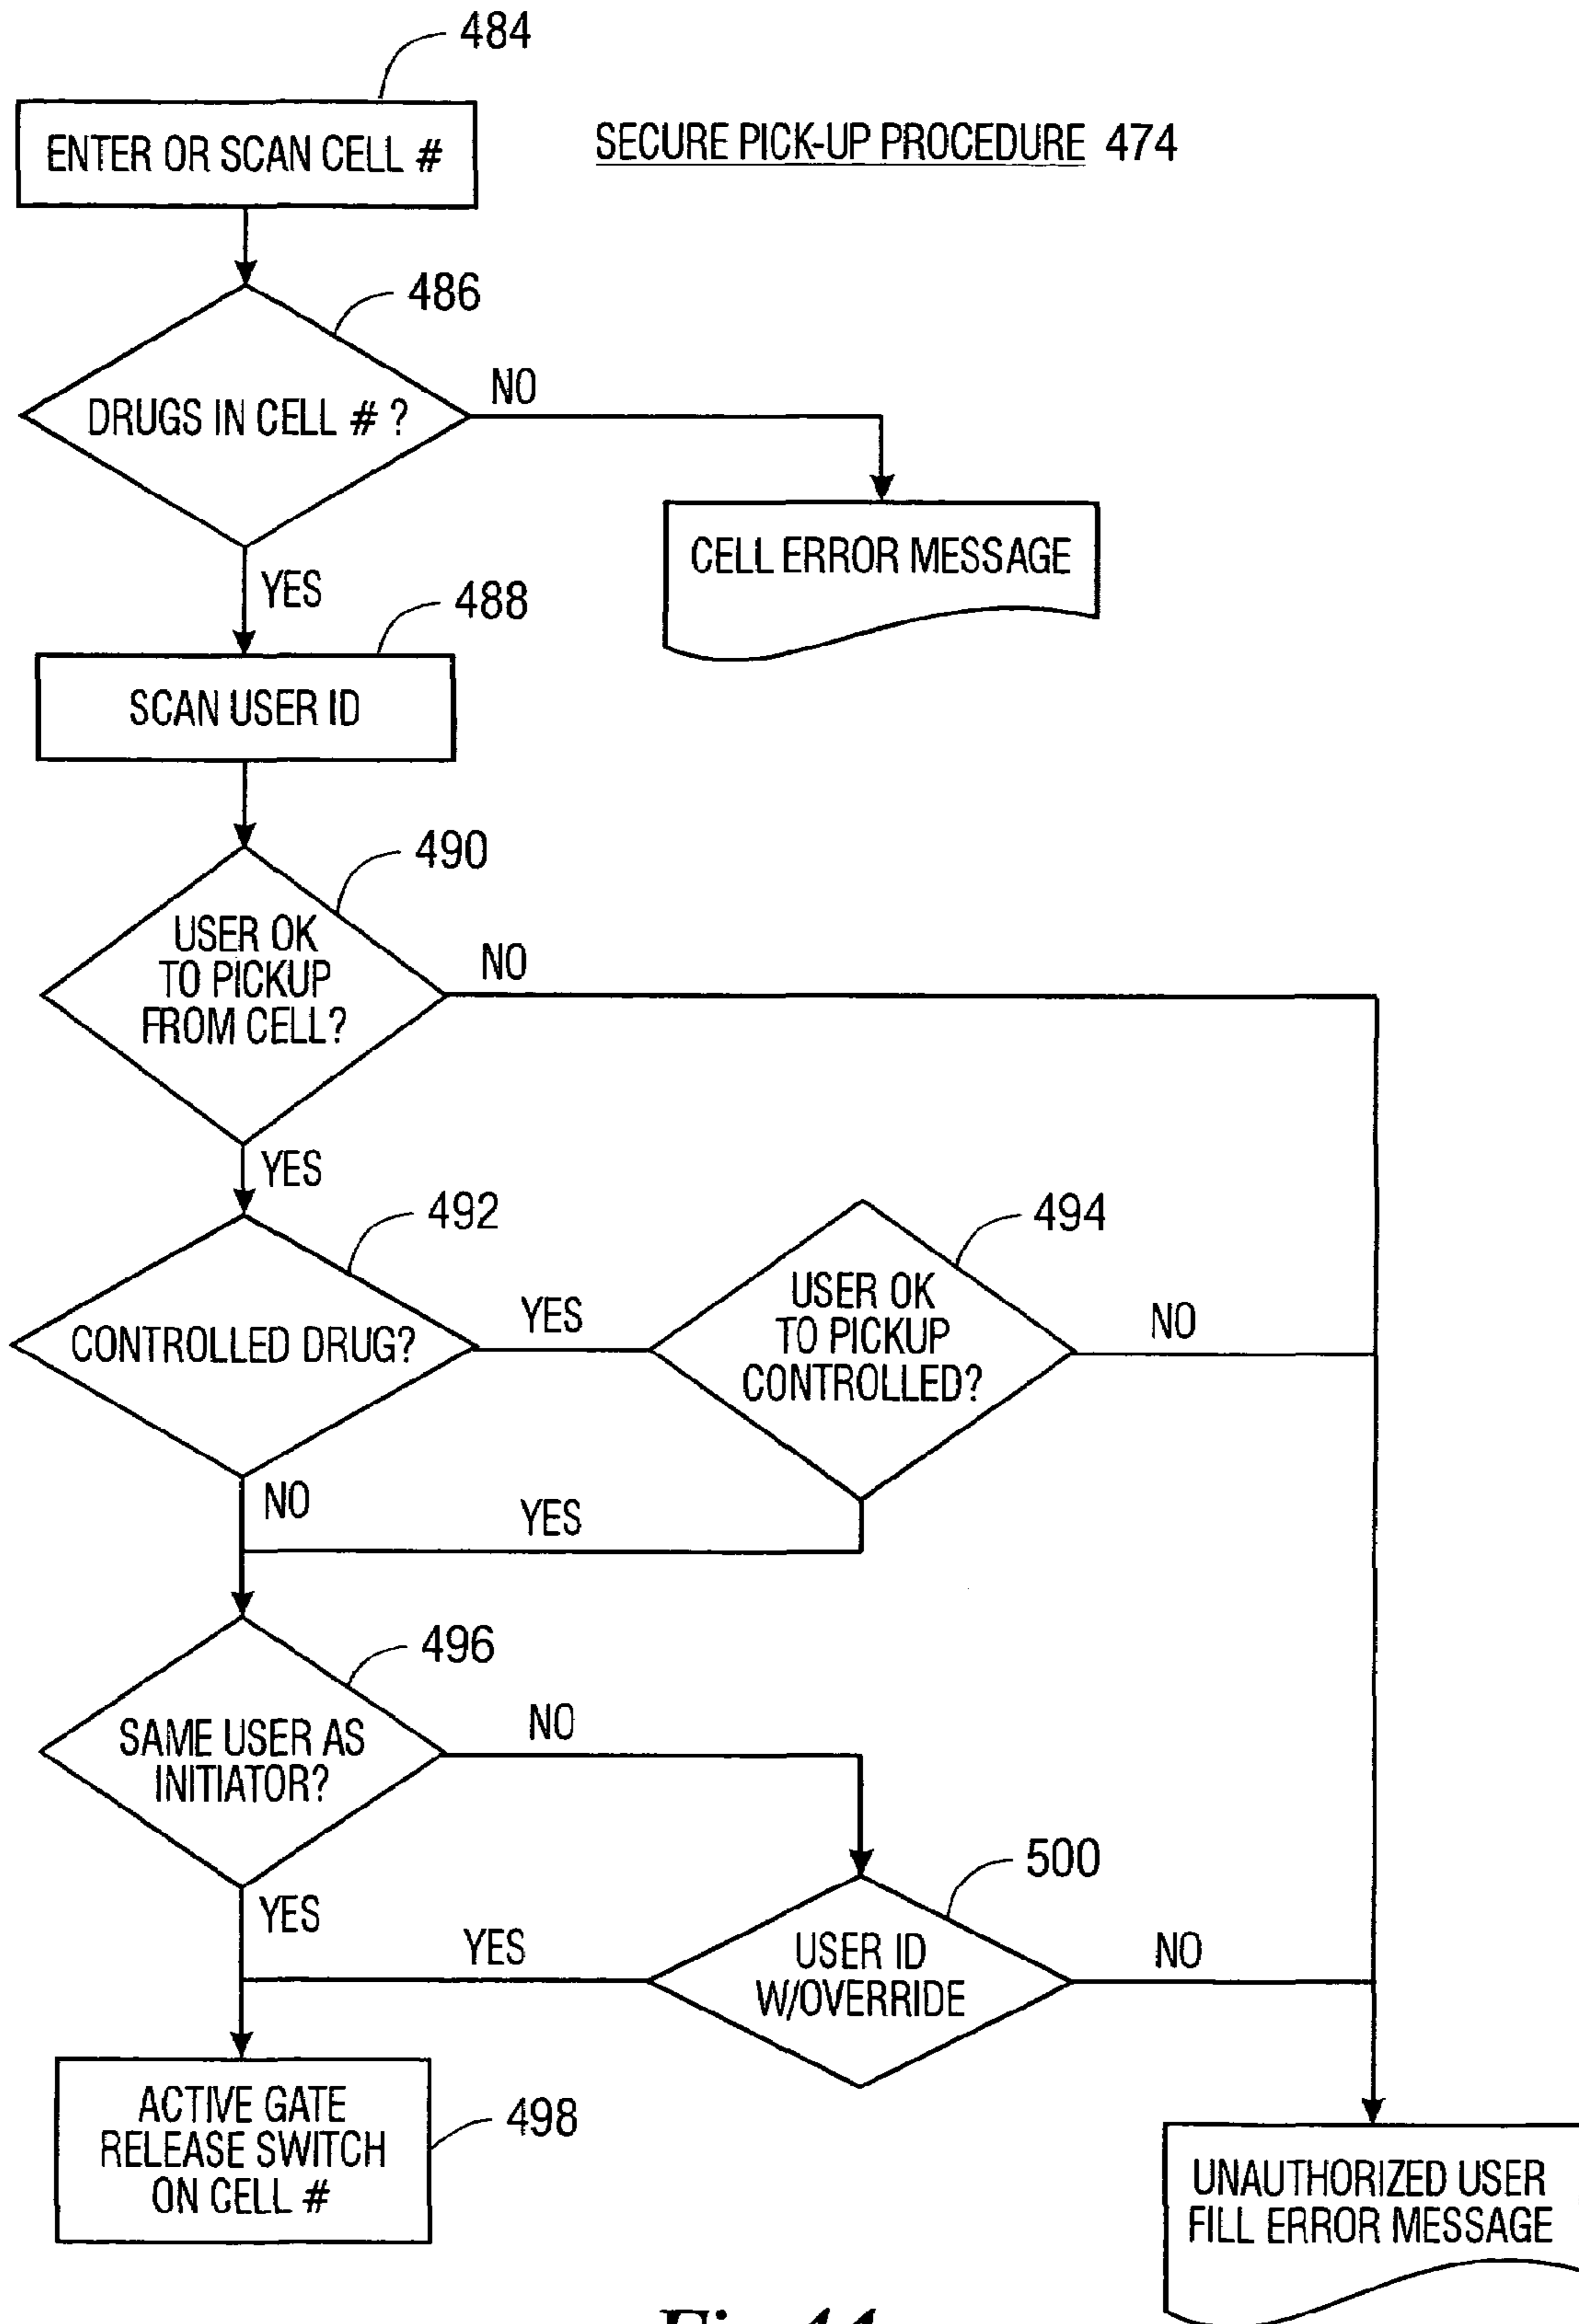 484
ENTER OR SCAN CELL #
SECURE PICK-UP PROCEDURE 474
486
DRUGS IN CELL # ?
NO
CELL ERROR MESSAGE
YES
488
SCAN USER ID
490
USER OK
TO PICKUP
FROM CELL?
NO
YES
492
CONTROLLED DRUG?
YES
494
USER OK
TO PICKUP
CONTROLLED?
NO
NO
YES
496
SAME USER AS
INITIATOR?
NO
500
YES
YES
USER ID
W/OVERRIDE
NO
ACTIVE GATE
RELEASE SWITCH
ON CELL #
498
UNAUTHORIZED USER
FILL ERROR MESSAGE